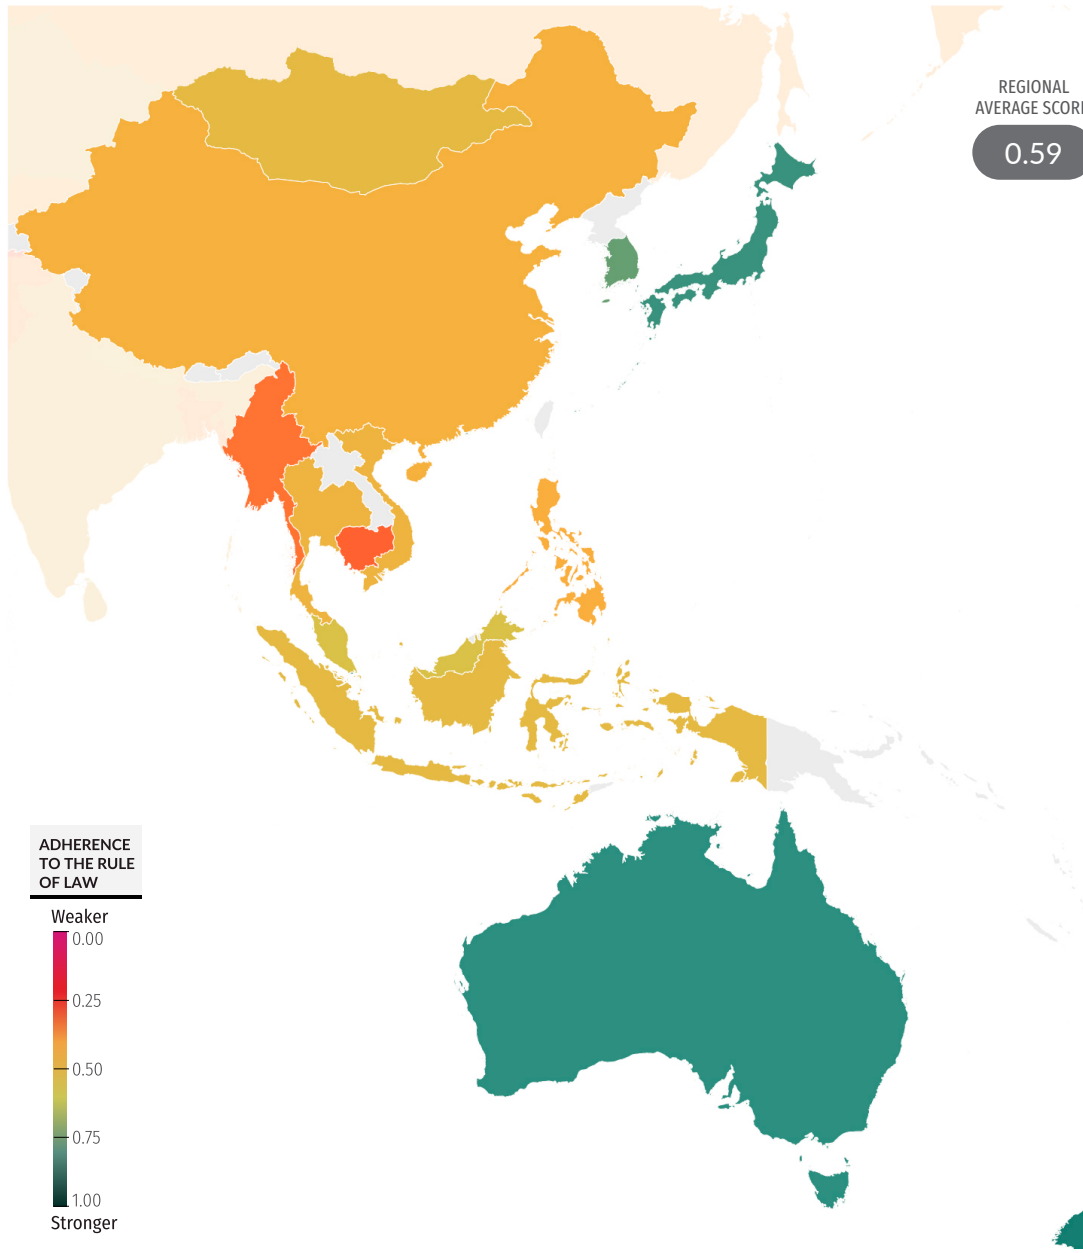 REGIONAL
AVERAGE SCORE
0.59
ADHERENCE
TO THE RULE
OF LAW
Weaker
0.00
0.25
0.50
0.75
1.00
Stronger